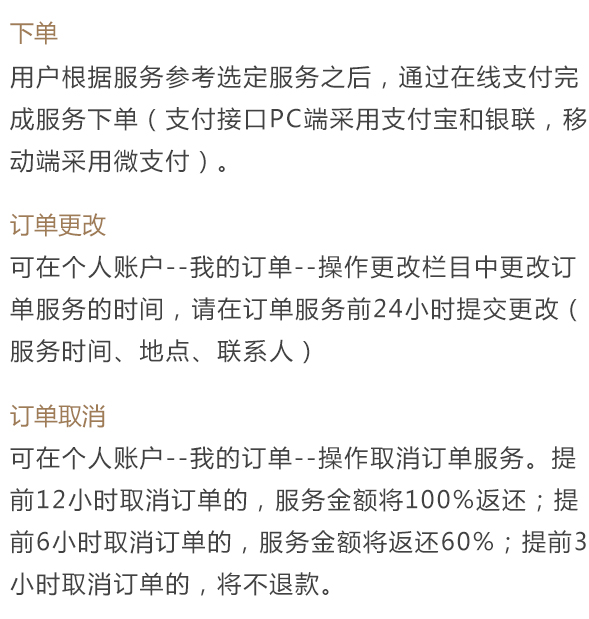 下单
用户根据服务参考选定服务之后，通过在线支付完
成服务下单（支付接口PC端采用支付宝和银联，移
动端采用微支付）。
订单更改
可在个人账户--我的订单--操作更改栏目中更改订
单服务的时间，请在订单服务前24小时提交更改（
服务时间、地点、联系人）
订单取消
可在个人账户--我的订单--操作取消订单服务。提
前12小时取消订单的，服务金额将100%返还；提
前6小时取消订单的，服务金额将返还60%；提前3
小时取消订单的，将不退款。